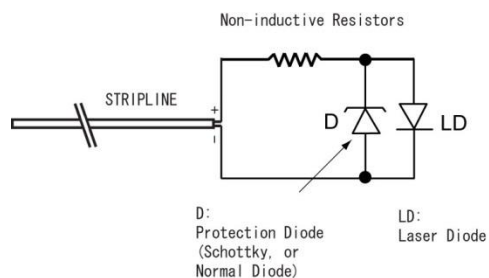 Non-inductive Resistors
STRIPLINE
+
-
D
LD
D:
Protection Diode
(Schottky, or
Normal Diode)
LD:
Laser Diode